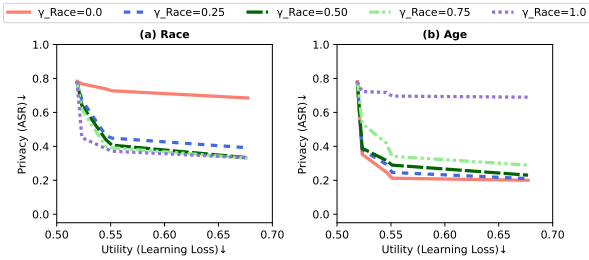 γ_Race=0.0 γ_Race=0.25 γ_Race=0.50 γ_Race=0.75 γ_Race=1.0
(a) Race
1.0
0.8
0.6
0.4
0.2
0.0
Privacy (ASR)↓
0.50 0.55 0.60 0.65 0.70
Utility (Learning Loss)↓
(b) Age
1.0
0.8
0.6
0.4
0.2
0.0
Privacy (ASR)↓
0.50 0.55 0.60 0.65 0.70
Utility (Learning Loss)↓